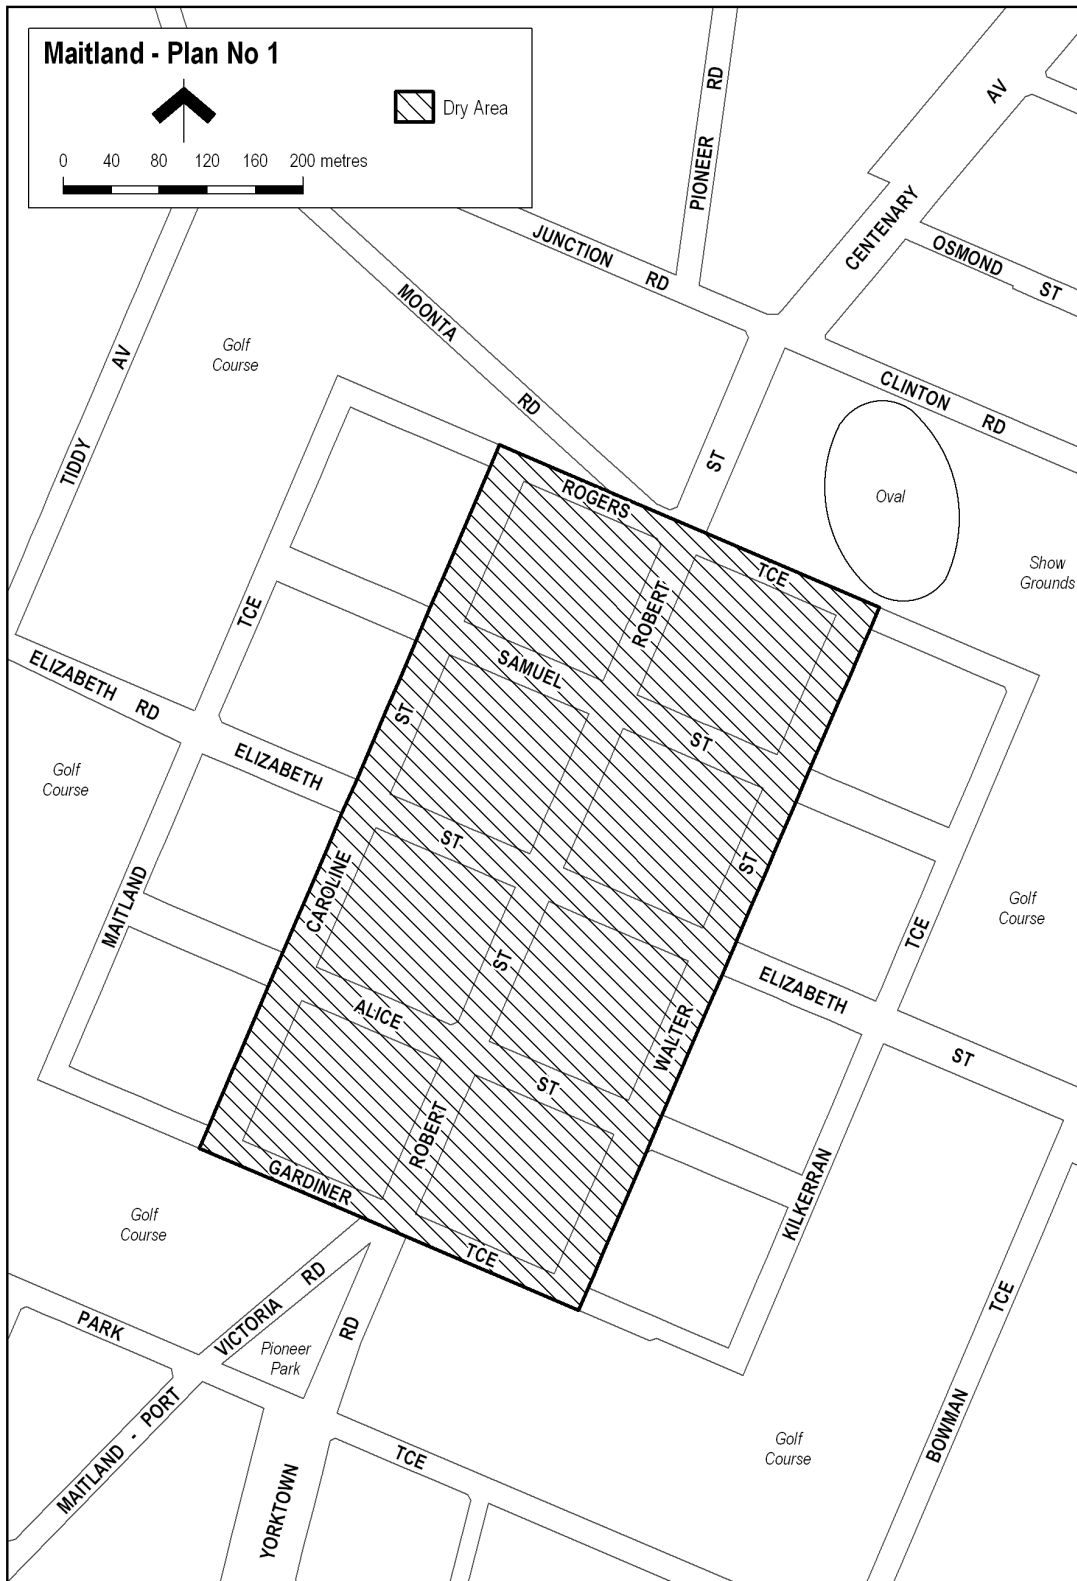 Maitland - Plan No 1
Dry Area
0 40 80 120 160 200 metres
PIONEER RD
CENTENARY AV
OSMOND ST
JUNCTION RD
MOONTA RD
CLINTON RD
TIDDY AV
Golf
Course
ST
Oval
Show
Grounds
ROGERS TCE
ROBERT
TCE
SAMUEL ST
ELIZABETH RD
ST
ELIZABETH ST
Golf
Course
ST
CAROLINE
MAITLAND
Golf
Course
TCE
ST
ELIZABETH ST
ALICE ST
WALTER
ROBERT
KILKERRAN
GARDINER TCE
Golf
Course
VICTORIA RD
RD
Pioneer
Park
PARK TCE
BOWMAN TCE
MAITLAND - PORT
YORKTOWN
Golf
Course